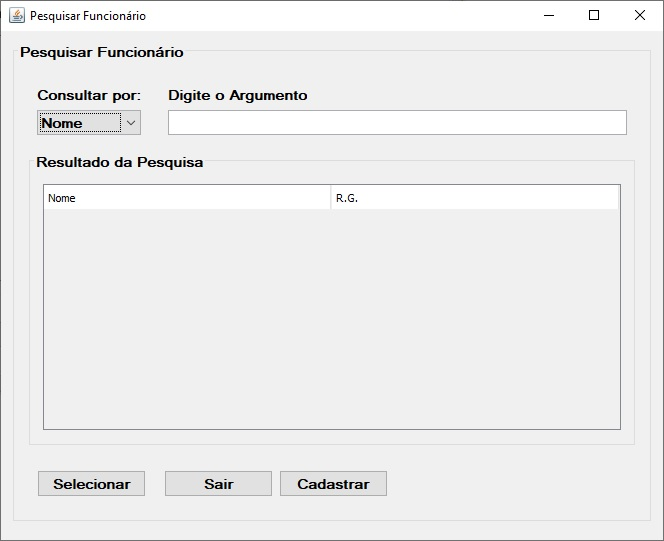 Pesquisar Funcionário
Pesquisar Funcionário
Consultar por: Digite o Argumento
Nome
Resultado da Pesquisa
Nome R.G.
Selecionar Sair Cadastrar